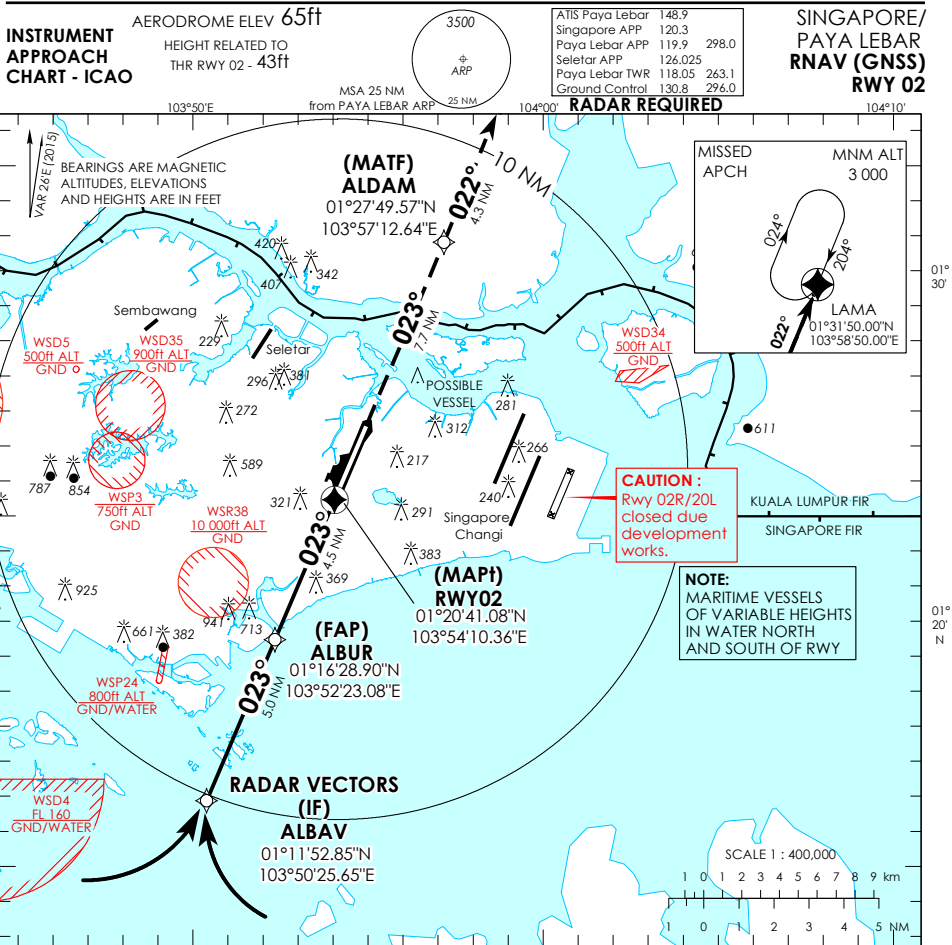 INSTRUMENT
APPROACH
CHART - ICAO
AERODROME ELEV 65ft
HEIGHT RELATED TO
THR RWY 02 - 43ft
3500
ARP
25 NM
MSA 25 NM
from PAYA LEBAR ARP
ATIS Paya Lebar 148.9
Singapore APP 120.3
Paya Lebar APP 119.9 298.0
Seletar APP 126.025
Paya Lebar TWR 118.05 263.1
Ground Control 130.8 296.0
RADAR REQUIRED
SINGAPORE/
PAYA LEBAR
RNAV (GNSS)
RWY 02
103°50'E
104°00'
104°10'
VAR 26'E (2015)
BEARINGS ARE MAGNETIC
ALTITUDES, ELEVATIONS
AND HEIGHTS ARE IN FEET
(MATF)
ALDAM
01°27'49.57"N
103°57'12.64"E
022°
4.3 NM
10 NM
MISSED
APCH
MNM ALT
3 000
024°
204°
LAMA
01°31'50.00"N
103°58'50.00"E
022°
01°
30'
420
407
342
Sembawang
229
Seletar
296
381
023°
7.7 NM
WSD5
500ft ALT
GND
WSD35
900ft ALT
GND
WSD34
500ft ALT
GND
POSSIBLE
VESSEL
281
272
312
611
589
217
266
787
854
321
240
291
WSP3
750ft ALT
GND
WSR38
10 000ft ALT
GND
Singapore
Changi
CAUTION :
Rwy 02R/20L
closed due
development
works.
KUALA LUMPUR FIR
SINGAPORE FIR
023°
4.5 NM
383
369
925
(MAPt)
RWY02
01°20'41.08"N
103°54'10.36"E
NOTE:
MARITIME VESSELS
OF VARIABLE HEIGHTS
IN WATER NORTH
AND SOUTH OF RWY
01°
20'
N
941
713
661
382
(FAP)
ALBUR
01°16'28.90"N
103°52'23.08"E
WSP24
800ft ALT
GND/WATER
023°
5.0 NM
WSD4
FL 160
GND/WATER
RADAR VECTORS
(IF)
ALBAV
01°11'52.85"N
103°50'25.65"E
SCALE 1 : 400,000
1 0 1 2 3 4 5 6 7 8 9 km
1 0 1 2 3 4 5 NM